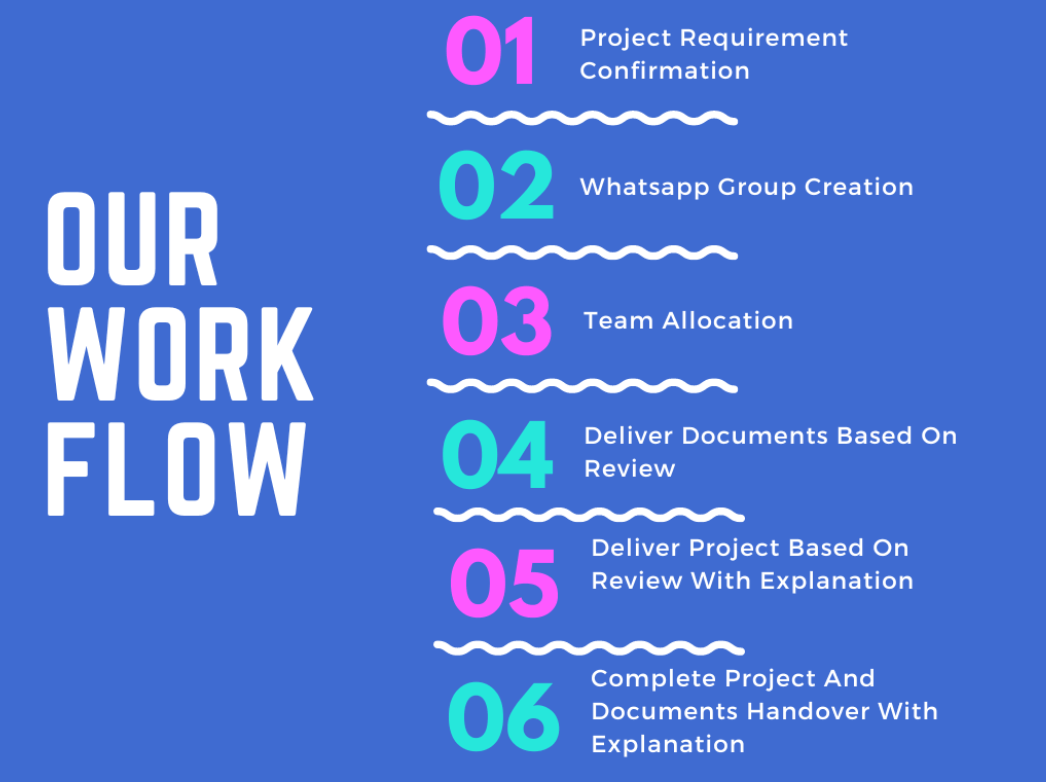 OUR
WORK
FLOW
01
Project Requirement
Confirmation
02
Whatsapp Group Creation
03
Team Allocation
04
Deliver Documents Based On
Review
05
Deliver Project Based On
Review With Explanation
06
Complete Project And
Documents Handover With
Explanation